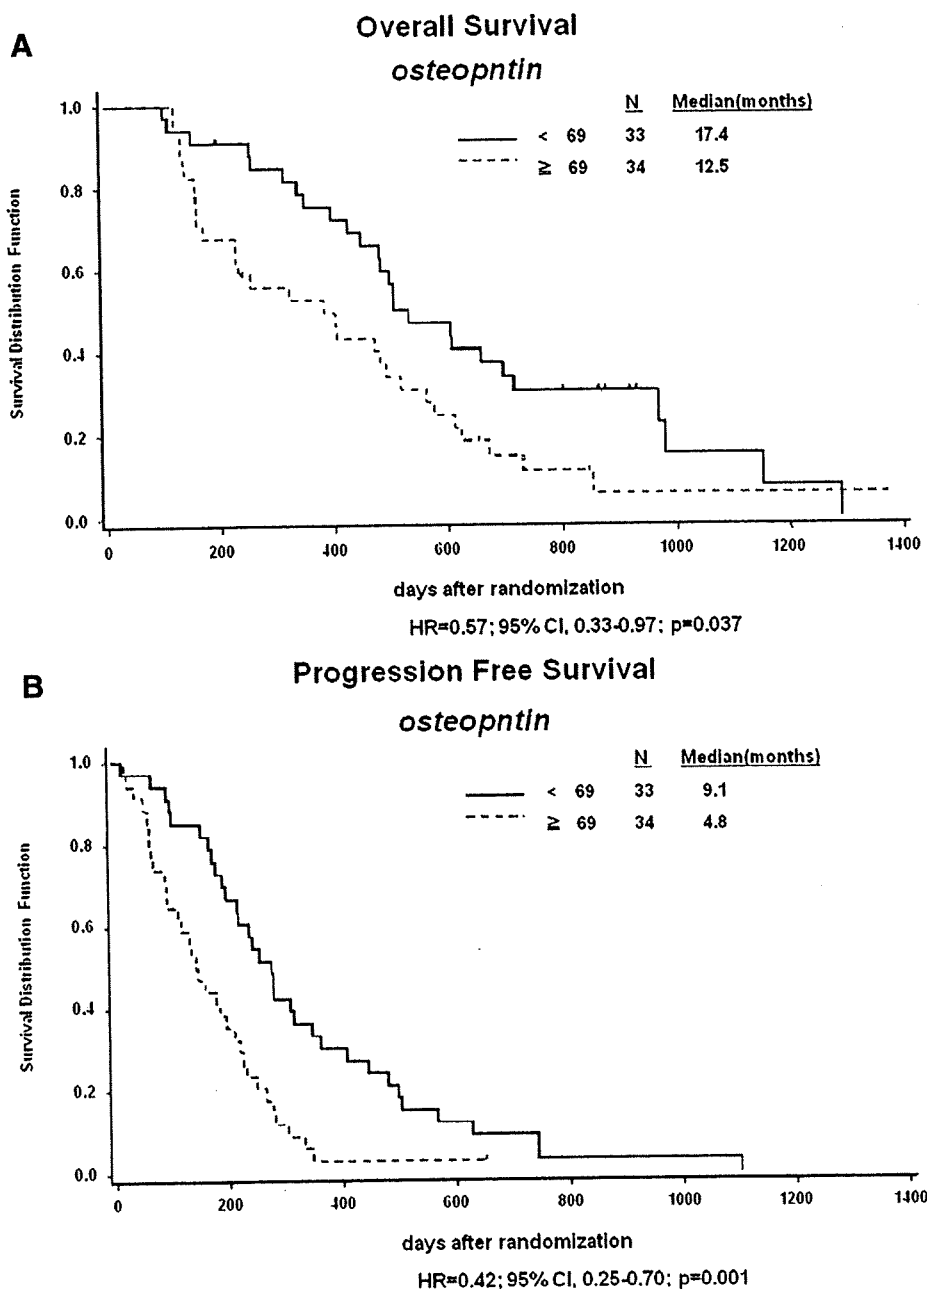 A
Overall Survival
osteopntin
N Median(months)
< 69 33 17.4
≥ 69 34 12.5
Survival Distribution Function
1.0
0.8
0.6
0.4
0.2
0.0
0 200 400 600 800 1000 1200 1400
days after randomization
HR=0.57; 95% CI, 0.33-0.97; p=0.037
B
Progression Free Survival
osteopntin
N Median(months)
< 69 33 9.1
≥ 69 34 4.8
Survival Distribution Function
1.0
0.8
0.6
0.4
0.2
0.0
0 200 400 600 800 1000 1200 1400
days after randomization
HR=0.42; 95% CI, 0.25-0.70; p=0.001